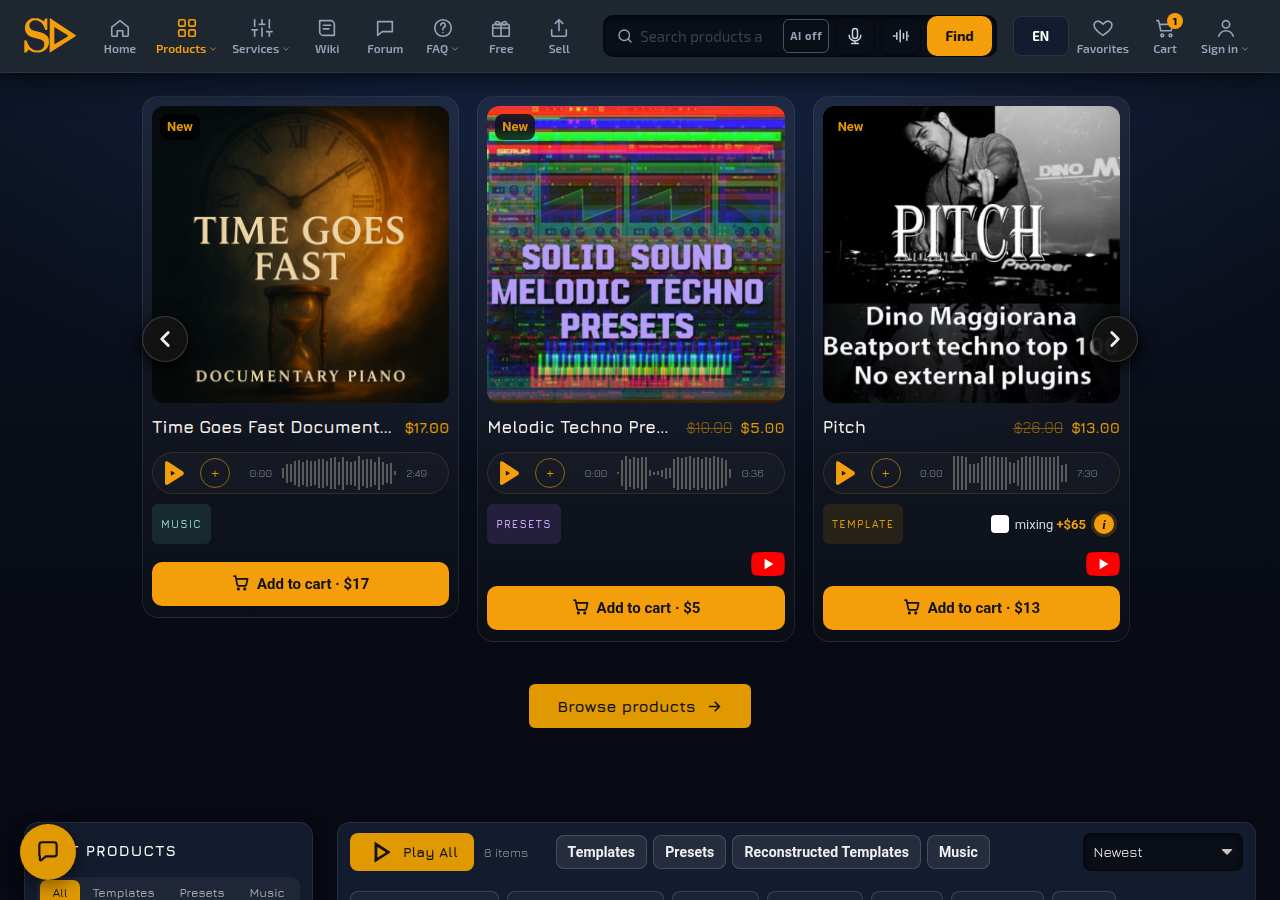 Home
Products
Services
Wiki
Forum
FAQ
Free
Sell
Search products a
AI off
Find
EN
Favorites
1
Cart
Sign in
New
TIME GOES
FAST
DOCUMENTARY PIANO
Time Goes Fast Document...
$17.00
+
0:00
2:49
MUSIC
Add to cart · $17
New
SERUM
SOLID SOUND
MELODIC TECHNO
PRESETS
Melodic Techno Pre...
$10.00
$5.00
+
0:00
0:36
PRESETS
Add to cart · $5
New
DINO M
PITCH
Pioneer
Dino Maggiorana
Beatport techno top 100
No external plugins
Pitch
$26.00
$13.00
+
0:00
7:30
TEMPLATE
mixing +$65
i
Add to cart · $13
Browse products
PRODUCTS
All
Templates
Presets
Music
Play All
8 items
Templates
Presets
Reconstructed Templates
Music
Newest